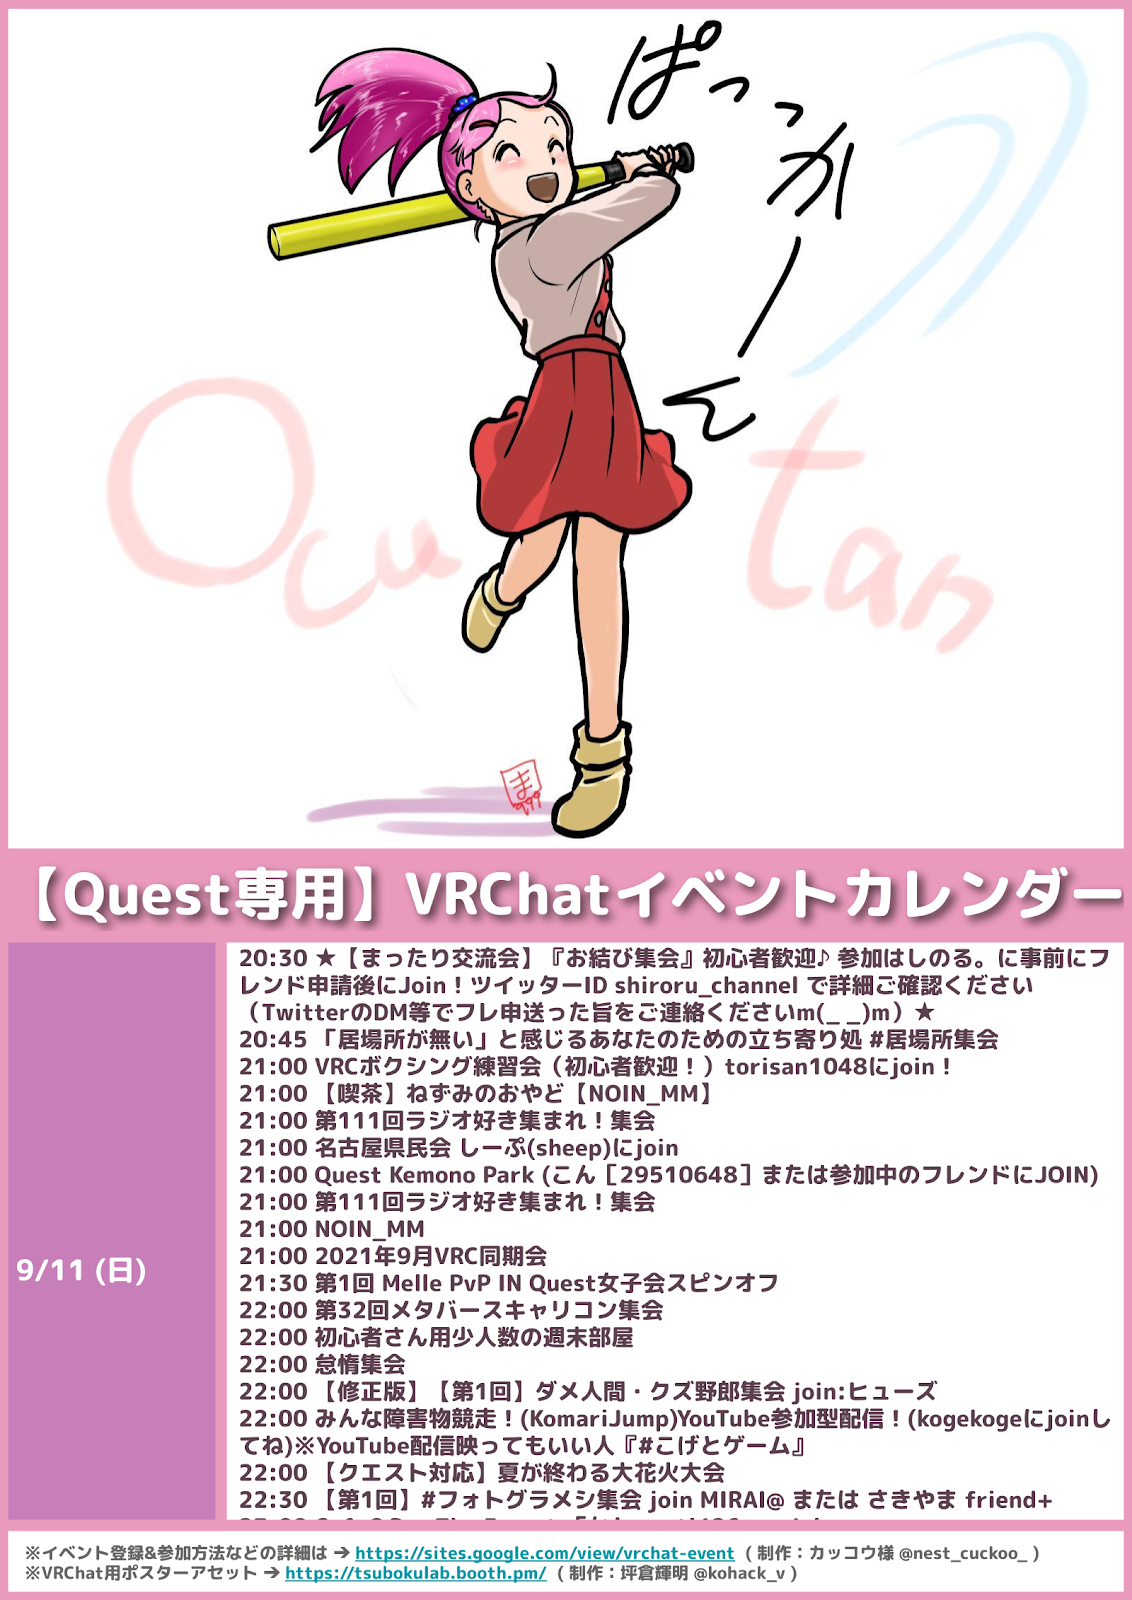 ぱっっかーーん
Ocu tan
ま
999
【Quest専用】VRChatイベントカレンダー
9/11 (日)
20:30 ★【まったり交流会】『お結び集会』初心者歓迎♪ 参加はしのる。に事前にフ
レンド申請後にJoin！ツイッターID shiroru_channel で詳細ご確認ください
（TwitterのDM等でフレ申送った旨をご連絡くださいm(_ _)m）★
20:45 「居場所が無い」と感じるあなたのための立ち寄り処 #居場所集会
21:00 VRCボクシング練習会（初心者歓迎！）torisan1048にjoin！
21:00 【喫茶】ねずみのおやど【NOIN_MM】
21:00 第111回ラジオ好き集まれ！集会
21:00 名古屋県民会 しーぷ(sheep)にjoin
21:00 Quest Kemono Park (こん［29510648］または参加中のフレンドにJOIN)
21:00 第111回ラジオ好き集まれ！集会
21:00 NOIN_MM
21:00 2021年9月VRC同期会
21:30 第1回 Melle PvP IN Quest女子会スピンオフ
22:00 第32回メタバースキャリコン集会
22:00 初心者さん用少人数の週末部屋
22:00 怠惰集会
22:00 【修正版】【第1回】ダメ人間・クズ野郎集会 join:ヒューズ
22:00 みんな障害物競走！(KomariJump)YouTube参加型配信！(kogekogeにjoinし
てね)※YouTube配信映ってもいい人『#こげとゲーム』
22:00 【クエスト対応】夏が終わる大花火大会
22:30 【第1回】#フォトグラメシ集会 join MIRAI@ または さきやま friend+
※イベント登録&参加方法などの詳細は → https://sites.google.com/view/vrchat-event （ 制作：カッコウ様 @nest_cuckoo_ ）
※VRChat用ポスターアセット → https://tsubokulab.booth.pm/ （ 制作：坪倉輝明 @kohack_v ）